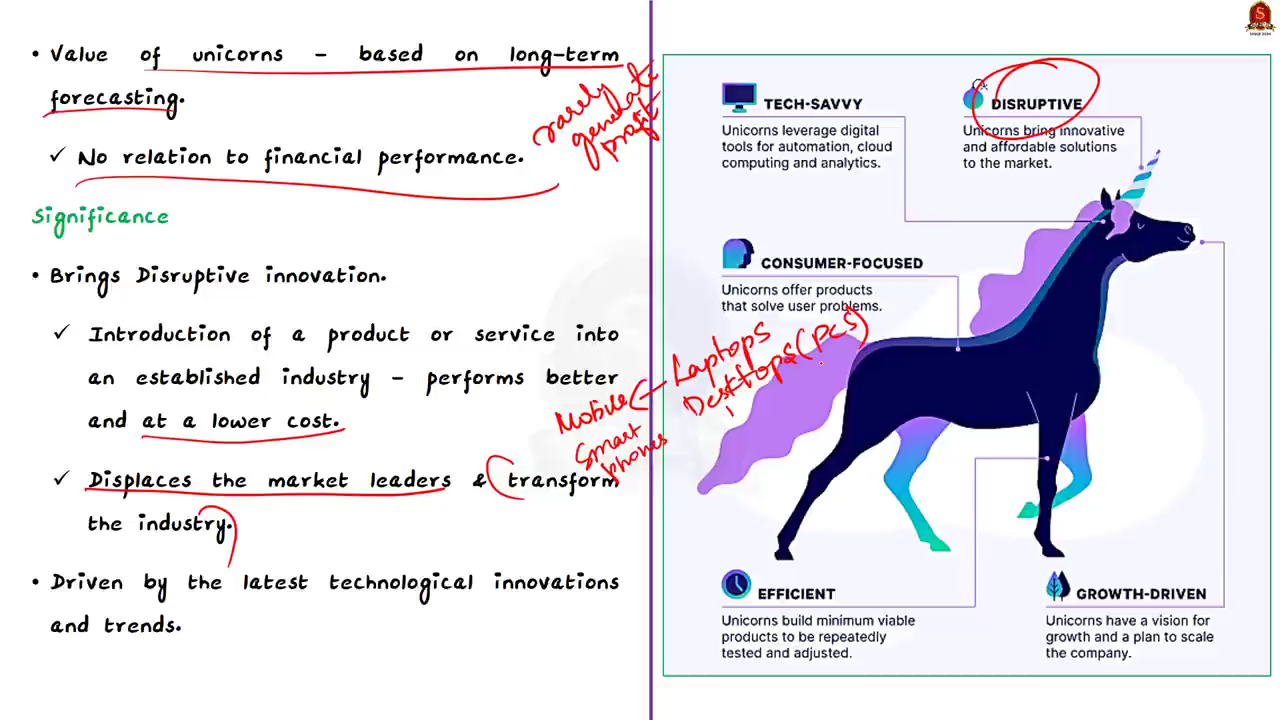 • Value of unicorns – based on long-term
forecasting.
✓ No relation to financial performance.
rarely
generate
profit
Significance
• Brings Disruptive innovation.
✓ Introduction of a product or service into
an established industry – performs better
and at a lower cost.
✓ Displaces the market leaders & transform
the industry.
• Driven by the latest technological innovations
and trends.
Mobile
Smart
phones
Laptops
Desktops (PCS)
TECH-SAVVY
Unicorns leverage digital
tools for automation, cloud
computing and analytics.
DISRUPTIVE
Unicorns bring innovative
and affordable solutions
to the market.
CONSUMER-FOCUSED
Unicorns offer products
that solve user problems.
EFFICIENT
Unicorns build minimum viable
products to be repeatedly
tested and adjusted.
GROWTH-DRIVEN
Unicorns have a vision for
growth and a plan to scale
the company.